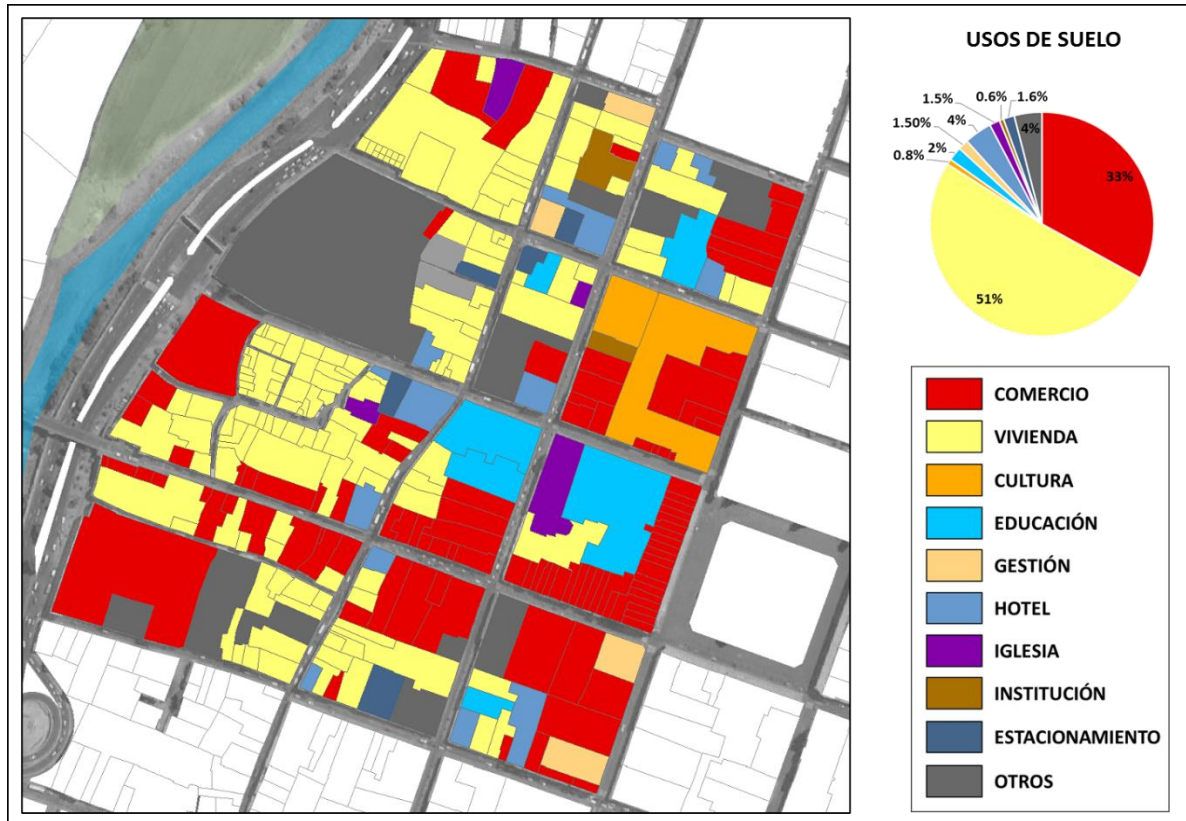 USOS DE SUELO
1.5%
0.6%
1.6%
4%
4%
1.50%
2%
0.8%
33%
51%
COMERCIO
VIVIENDA
CULTURA
EDUCACIÓN
GESTIÓN
HOTEL
IGLESIA
INSTITUCIÓN
ESTACIONAMIENTO
OTROS